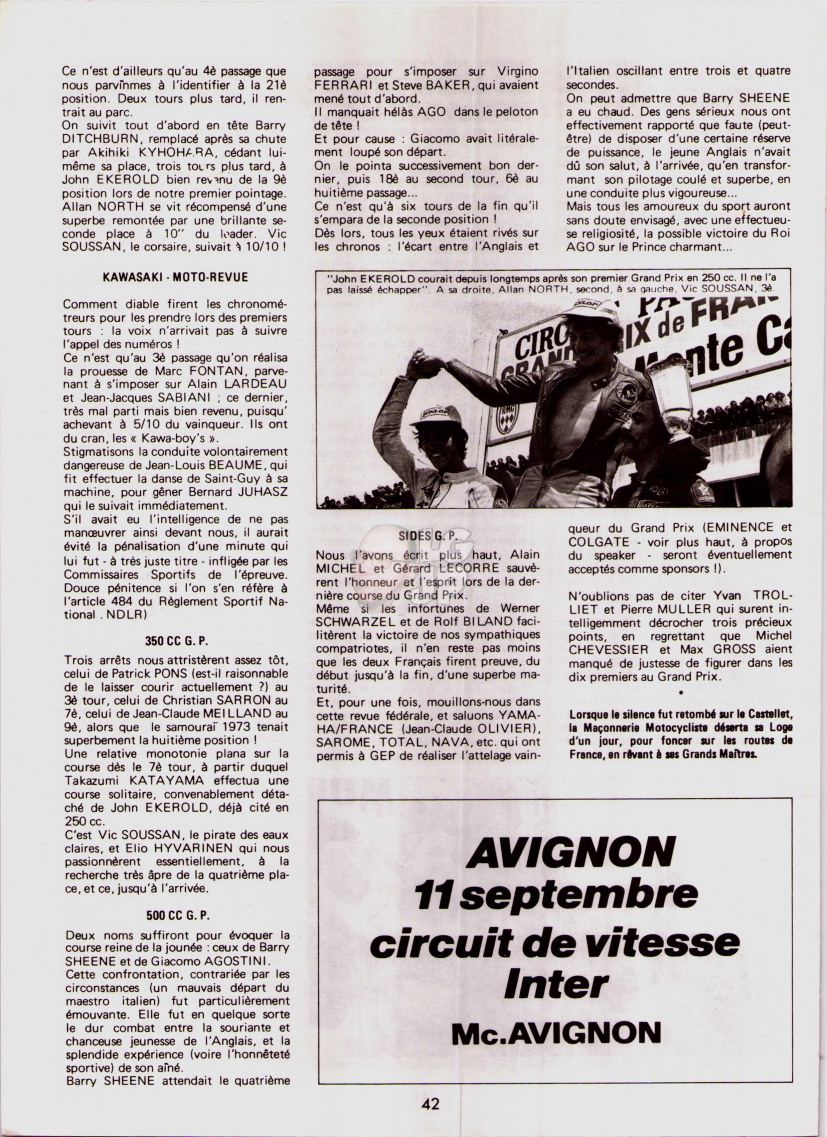 Ce n'est d'ailleurs qu'au 4è passage que
nous parvînmes à l'identifier à la 21è
position. Deux tours plus tard, il ren-
trait au parc.
On suivit tout d'abord en tête Barry
DITCHBURN, remplacé après sa chute
par Akihiki KYHOHARA, cédant lui-
même sa place, trois tours plus tard, à
John EKEROLD bien revenu de la 9è
position lors de notre premier pointage.
Allan NORTH se vit récompensé d'une
superbe remontée par une brillante se-
conde place à 10" du leader. Vic
SOUSSAN, le corsaire, suivait à 10/10 !
KAWASAKI - MOTO-REVUE
Comment diable firent les chronomé-
treurs pour les prendre lors des premiers
tours : la voix n'arrivait pas à suivre
l'appel des numéros !
Ce n'est qu'au 3è passage qu'on réalisa
la prouesse de Marc FONTAN, parve-
nant à s'imposer sur Alain LARDEAU
et Jean-Jacques SABIANI ; ce dernier,
très mal parti mais bien revenu, puisqu'
achevant à 5/10 du vainqueur. Ils ont
du cran, les « Kawa-boy's ».
Stigmatisons la conduite volontairement
dangereuse de Jean-Louis BEAUME, qui
fit effectuer la danse de Saint-Guy à sa
machine, pour gêner Bernard JUHASZ
qui le suivait immédiatement.
S'il avait eu l'intelligence de ne pas
manœuvrer ainsi devant nous, il aurait
évité la pénalisation d'une minute qui
lui fut - à très juste titre - infligée par les
Commissaires Sportifs de l'épreuve.
Douce pénitence si l'on s'en réfère à
l'article 484 du Règlement Sportif Na-
tional . NDLR)
350 CC G. P.
Trois arrêts nous attristèrent assez tôt,
celui de Patrick PONS (est-il raisonnable
de le laisser courir actuellement ?) au
3è tour, celui de Christian SARRON au
7è, celui de Jean-Claude MEILLAND au
9è, alors que le samouraï 1973 tenait
superbement la huitième position !
Une relative monotonie plana sur la
course dès le 7è tour, à partir duquel
Takazumi KATAYAMA effectua une
course solitaire, convenablement déta-
ché de John EKEROLD, déjà cité en
250 cc.
C'est Vic SOUSSAN, le pirate des eaux
claires, et Elio HYVARINEN qui nous
passionnèrent essentiellement, à la
recherche très âpre de la quatrième pla-
ce, et ce, jusqu'à l'arrivée.
500 CC G. P.
Deux noms suffiront pour évoquer la
course reine de la jounée : ceux de Barry
SHEENE et de Giacomo AGOSTINI.
Cette confrontation, contrariée par les
circonstances (un mauvais départ du
maestro italien) fut particulièrement
émouvante. Elle fut en quelque sorte
le dur combat entre la souriante et
chanceuse jeunesse de l'Anglais, et la
splendide expérience (voire l'honnêteté
sportive) de son aîné.
Barry SHEENE attendait le quatrième
passage pour s'imposer sur Virgino
FERRARI et Steve BAKER, qui avaient
mené tout d'abord.
Il manquait hélàs AGO dans le peloton
de tête !
Et pour cause : Giacomo avait litérale-
ment loupé son départ.
On le pointa successivement bon der-
nier, puis 18è au second tour, 6è au
huitième passage...
Ce n'est qu'à six tours de la fin qu'il
s'empara de la seconde position !
Dès lors, tous les yeux étaient rivés sur
les chronos : l'écart entre l'Anglais et
l'Italien oscillant entre trois et quatre
secondes.
On peut admettre que Barry SHEENE
a eu chaud. Des gens sérieux nous ont
effectivement rapporté que faute (peut-
être) de disposer d'une certaine réserve
de puissance, le jeune Anglais n'avait
dû son salut, à l'arrivée, qu'en transfor-
mant son pilotage coulé et superbe, en
une conduite plus vigoureuse...
Mais tous les amoureux du sport auront
sans doute envisagé, avec une effectueu-
se religiosité, la possible victoire du Roi
AGO sur le Prince charmant...
"John EKEROLD courait depuis longtemps après son premier Grand Prix en 250 cc. Il ne l'a
pas laissé échapper". A sa droite, Allan NORTH, second, à sa gauche, Vic SOUSSAN, 3è.
CIRC
GRAND
PRIX de FRAN
Monte Ca
DUNLOP
SIDES G. P.
Nous l'avons écrit plus haut, Alain
MICHEL et Gérard LECORRE sauvè-
rent l'honneur et l'esprit lors de la der-
nière course du Grand Prix.
Même si les infortunes de Werner
SCHWARZEL et de Rolf BILAND faci-
litèrent la victoire de nos sympathiques
compatriotes, il n'en reste pas moins
que les deux Français firent preuve, du
début jusqu'à la fin, d'une superbe ma-
turité.
Et, pour une fois, mouillons-nous dans
cette revue fédérale, et saluons YAMA-
HA/FRANCE (Jean-Claude OLIVIER),
SAROME, TOTAL, NAVA, etc. qui ont
permis à GEP de réaliser l'attelage vain-
queur du Grand Prix (EMINENCE et
COLGATE - voir plus haut, à propos
du speaker - seront éventuellement
acceptés comme sponsors !).
N'oublions pas de citer Yvan TROL-
LIET et Pierre MULLER qui surent in-
telligemment décrocher trois précieux
points, en regrettant que Michel
CHEVESSIER et Max GROSS aient
manqué de justesse de figurer dans les
dix premiers au Grand Prix.
*
Lorsque le silence fut retombé sur le Castellet,
la Maçonnerie Motocycliste déserta sa Loge
d'un jour, pour foncer sur les routes de
France, en rêvant à ses Grands Maîtres.
AVIGNON
11 septembre
circuit de vitesse
Inter
Mc.AVIGNON
42